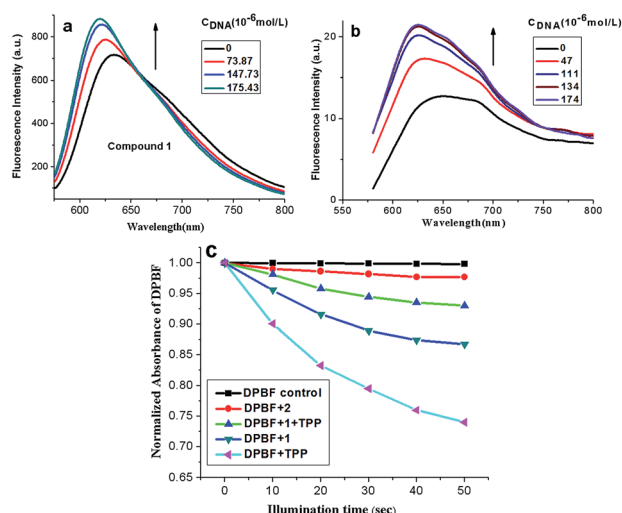 a
C DNA(10-6mol/L)
0
73.87
147.73
175.43
Compound 1
Fluorescence Intensity (a.u.)
800
600
400
200
600
650
700
750
800
Wavelength(nm)
b
C DNA(10-6mol/L)
0
47
111
134
174
Fluorescence Intensity (a.u.)
20
10
0
550
600
650
700
750
800
Wavelength(nm)
c
Normalized Absorbance of DPBF
1.00
0.95
0.90
0.85
0.80
0.75
0.70
0.65
DPBF control
DPBF+2
DPBF+1+TPP
DPBF+1
DPBF+TPP
0
10
20
30
40
50
Illumination time (sec)